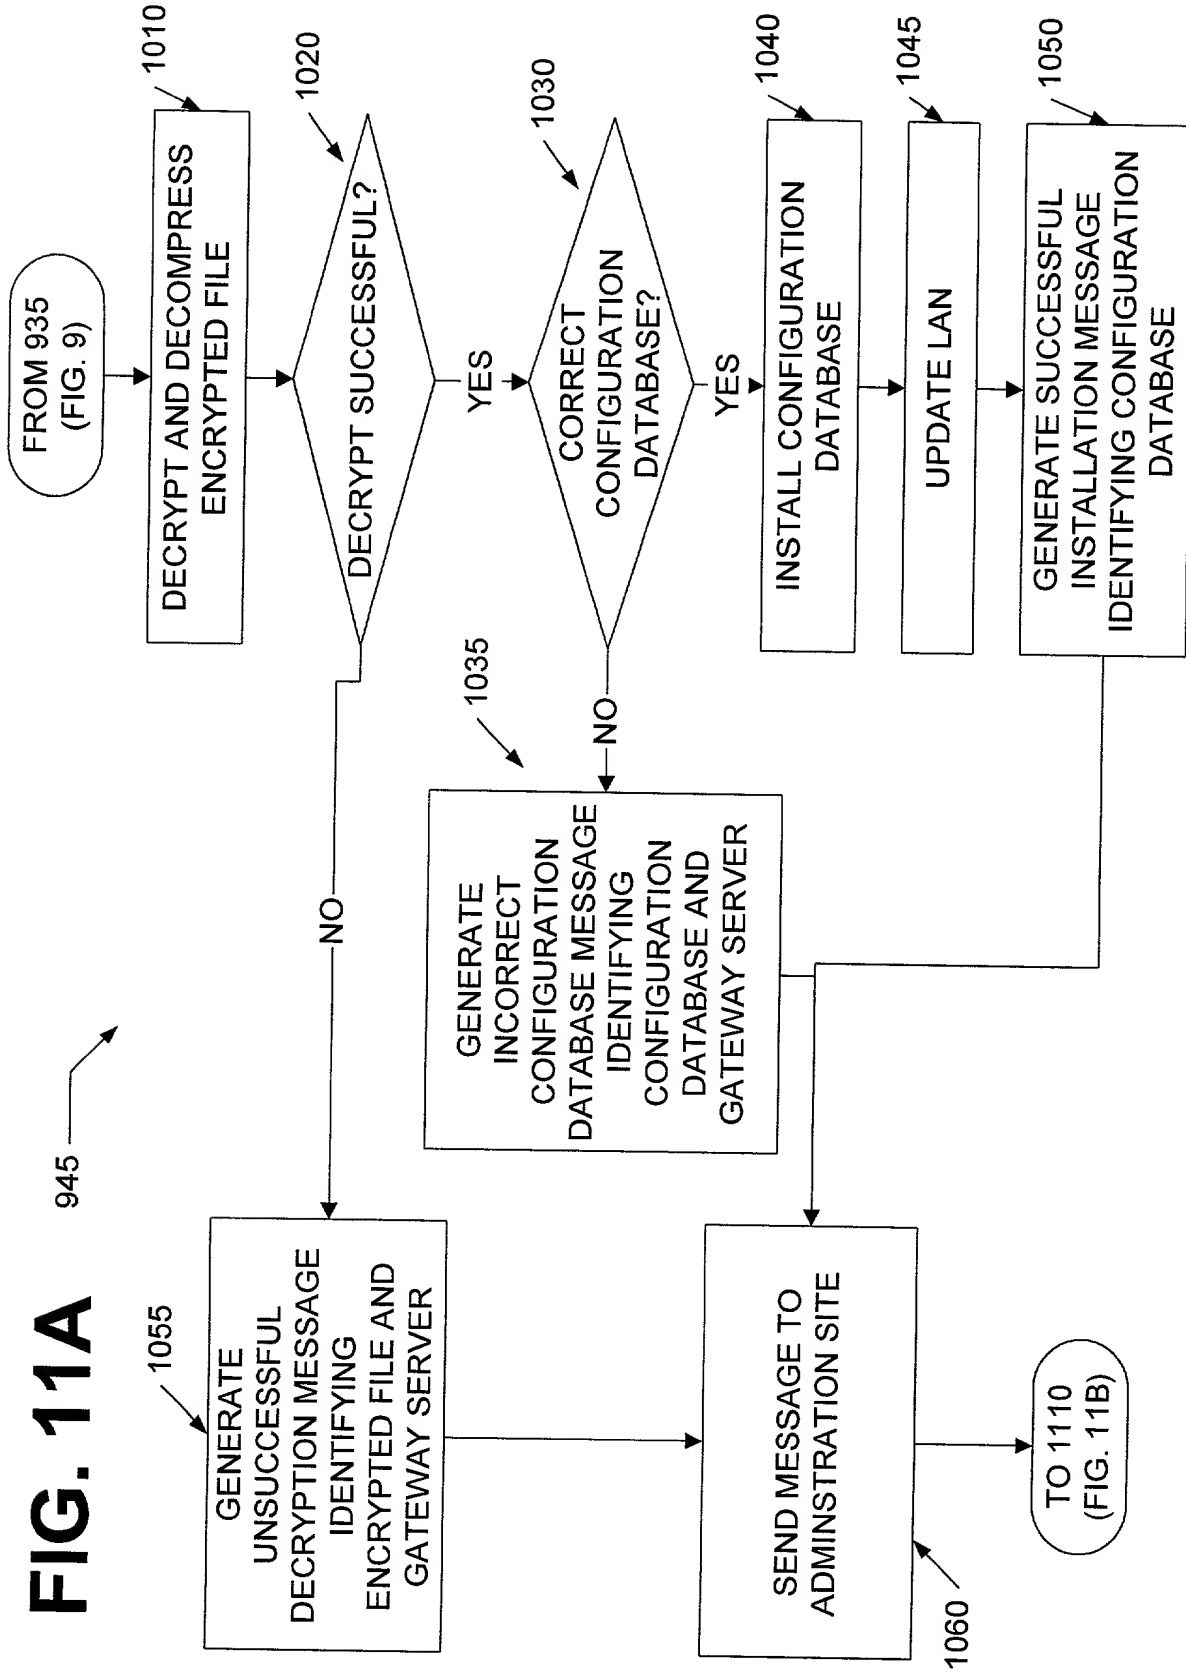 FIG. 11A
945
FROM 935
(FIG. 9)
1010
DECRYPT AND DECOMPRESS
ENCRYPTED FILE
1020
DECRYPT SUCCESSFUL?
NO
YES
1030
CORRECT
CONFIGURATION
DATABASE?
NO
YES
1035
GENERATE
INCORRECT
CONFIGURATION
DATABASE MESSAGE
IDENTIFYING
CONFIGURATION
DATABASE AND
GATEWAY SERVER
1040
INSTALL CONFIGURATION
DATABASE
1045
UPDATE LAN
1050
GENERATE SUCCESSFUL
INSTALLATION MESSAGE
IDENTIFYING CONFIGURATION
DATABASE
1055
GENERATE
UNSUCCESSFUL
DECRYPTION MESSAGE
IDENTIFYING
ENCRYPTED FILE AND
GATEWAY SERVER
SEND MESSAGE TO
ADMINSTRATION SITE
1060
TO 1110
(FIG. 11B)